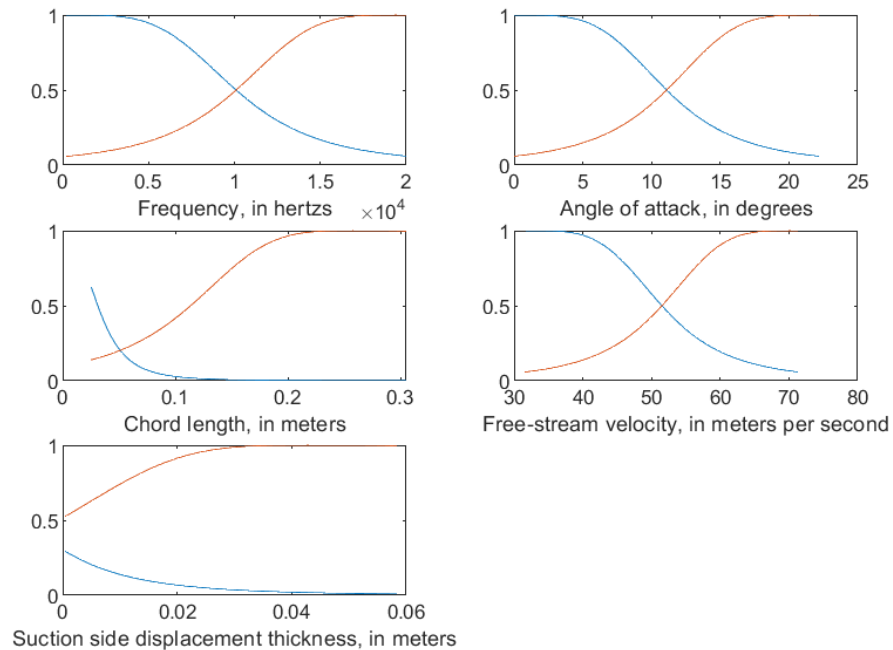 1
0.5
0
0 0.5 1 1.5 2
Frequency, in hertzs ×10^4
1
0.5
0
0 5 10 15 20 25
Angle of attack, in degrees
1
0.5
0
0 0.1 0.2 0.3
Chord length, in meters
1
0.5
0
30 40 50 60 70 80
Free-stream velocity, in meters per second
1
0.5
0
0 0.02 0.04 0.06
Suction side displacement thickness, in meters